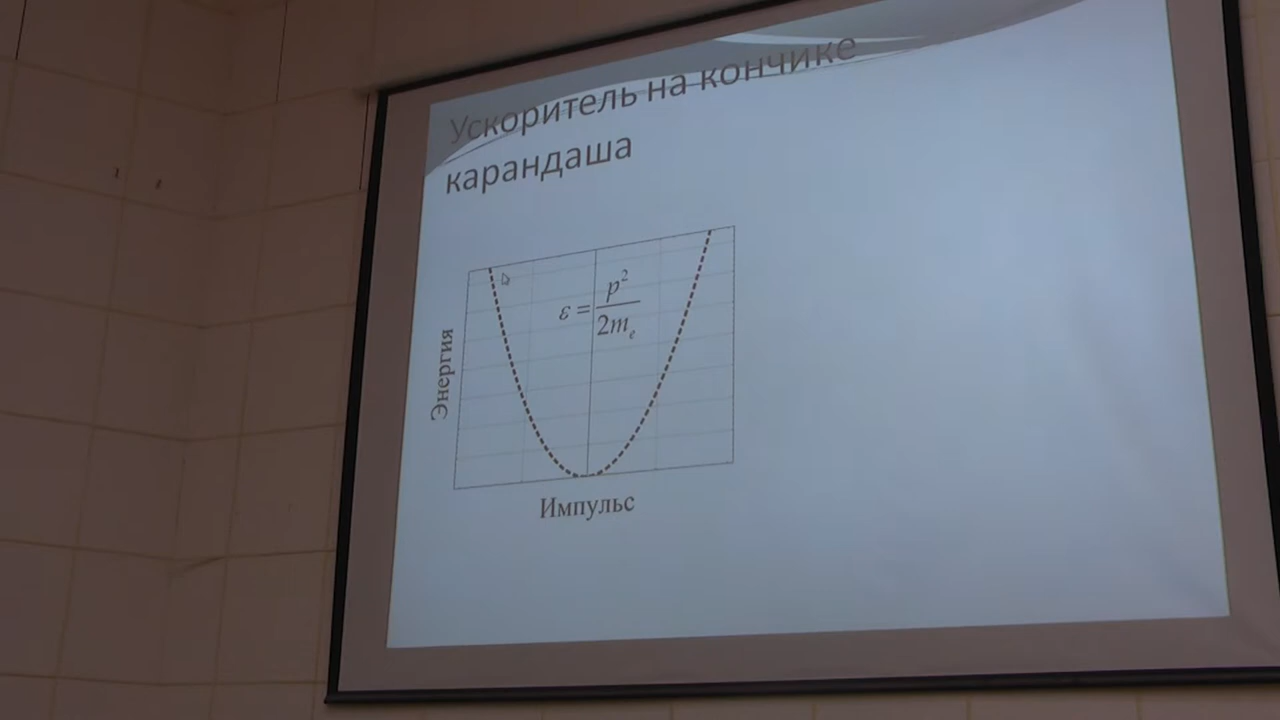 Ускоритель на кончике
карандаша
Энергия
ε = p²/2mₑ
Импульс